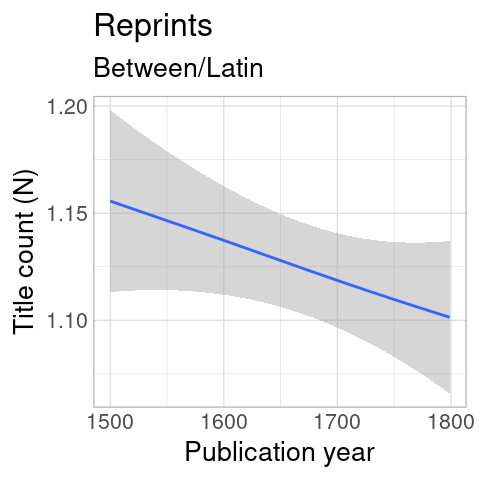 Reprints
Between/Latin
Title count (N)
1.20
1.15
1.10
1500 1600 1700 1800
Publication year